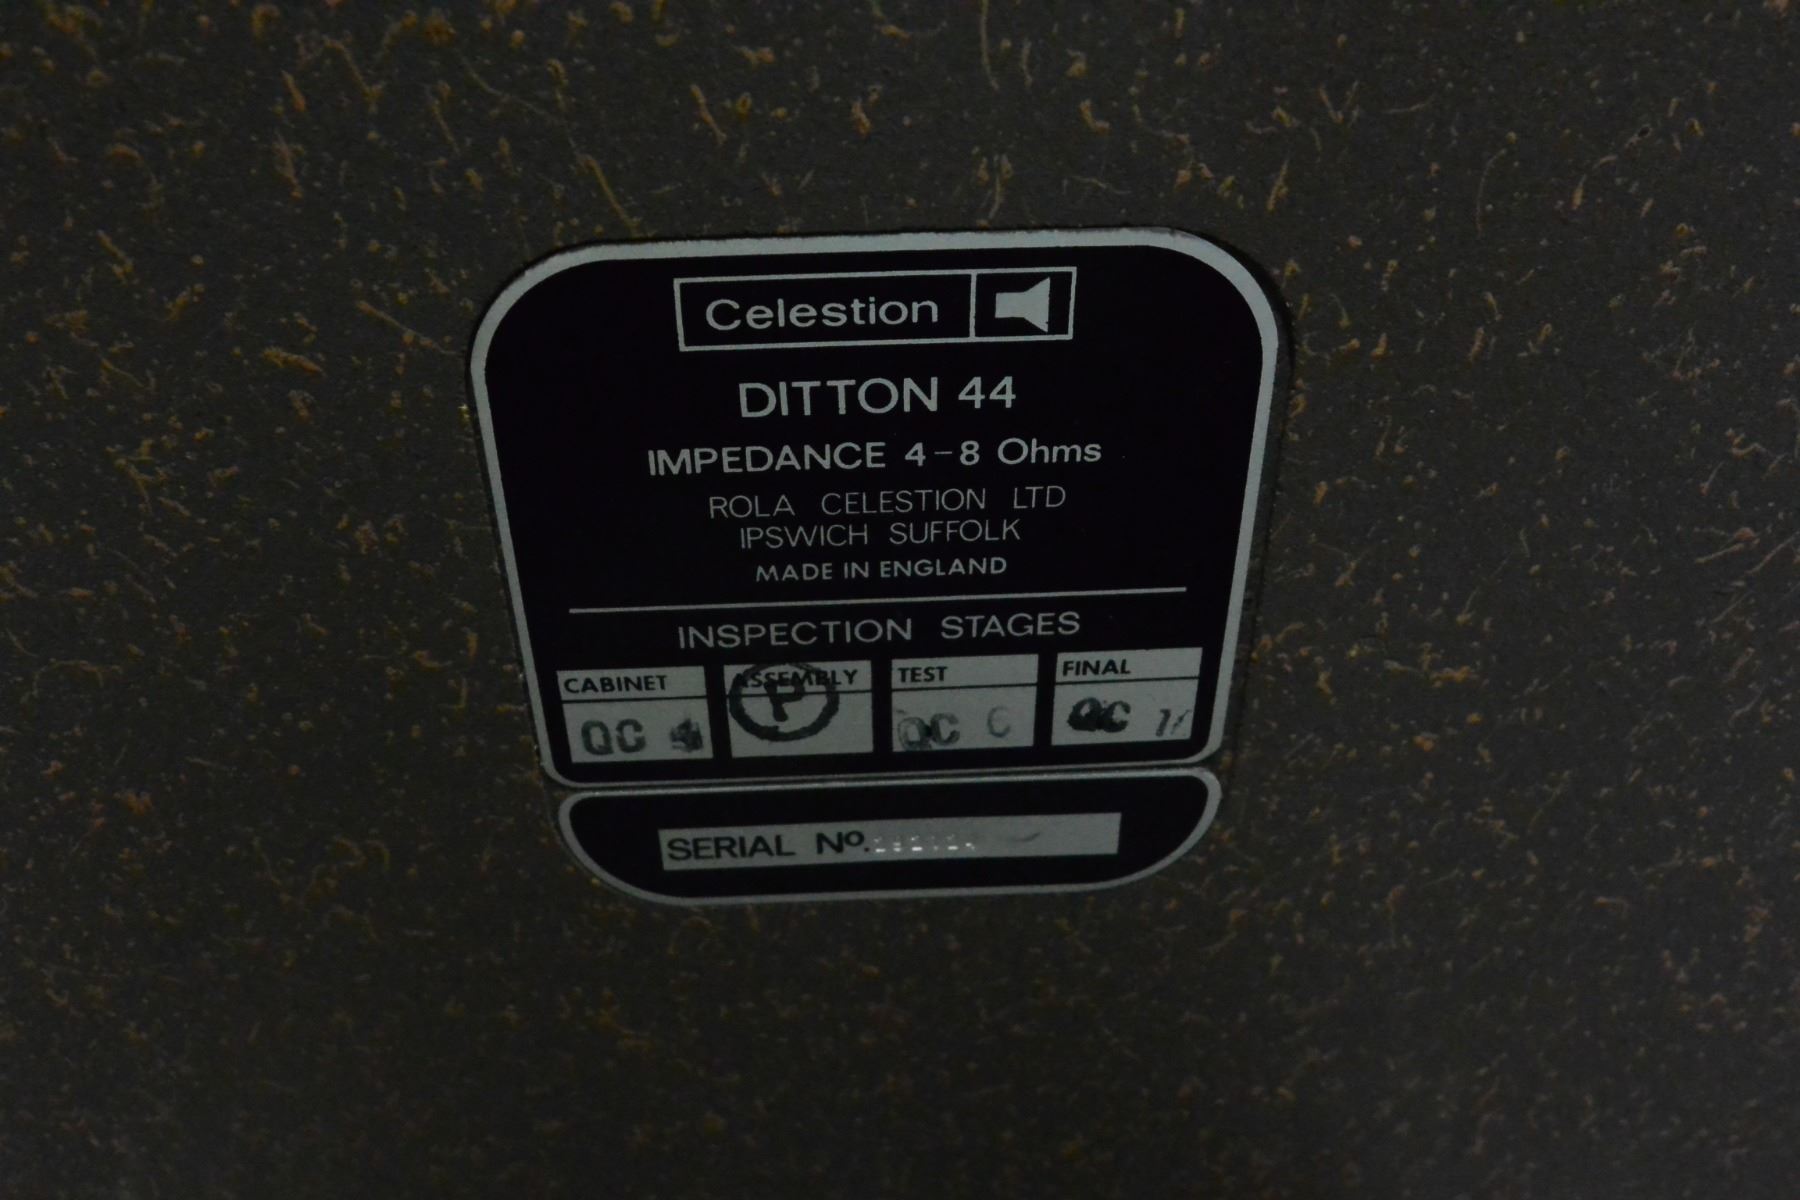 Celestion
DITTON 44
IMPEDANCE 4-8 Ohms
ROLA CELESTION LTD
IPSWICH SUFFOLK
MADE IN ENGLAND
INSPECTION STAGES
CABINET ASSEMBLY TEST FINAL
QC P QC C QC
SERIAL No.